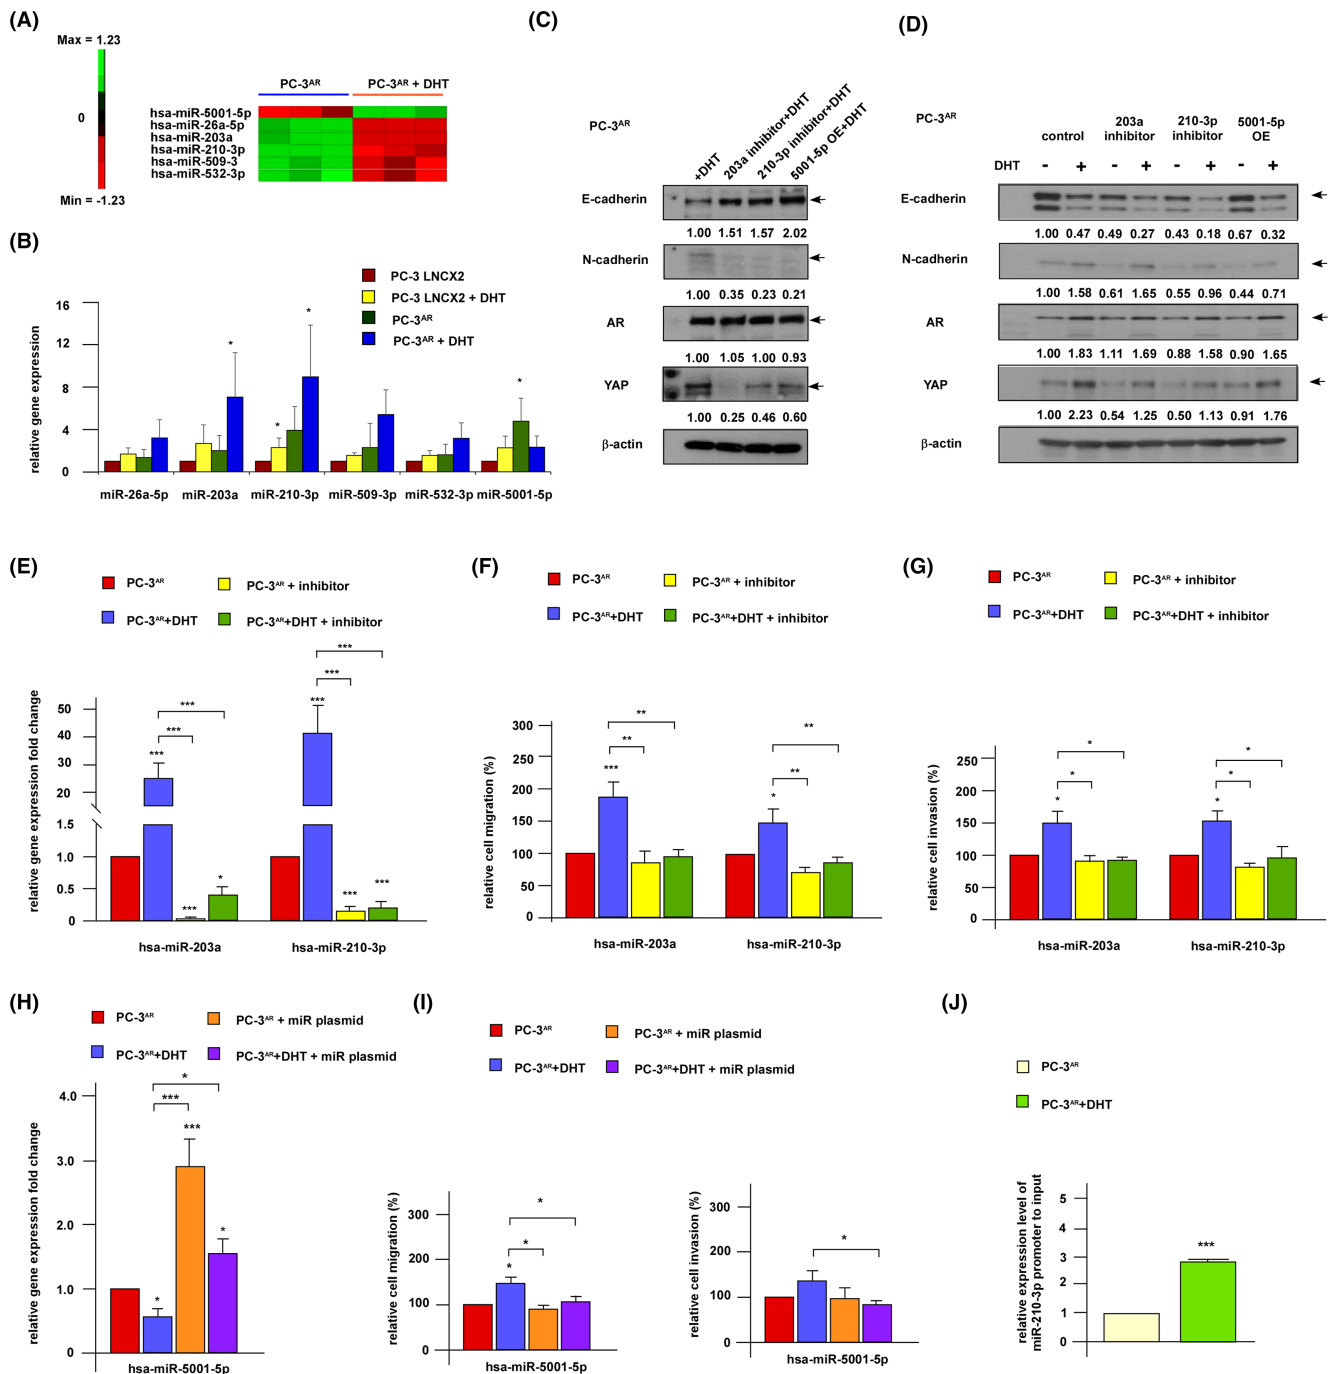 (A)
Max = 1.23
0
Min = -1.23
PC-3AR
PC-3AR + DHT
hsa-miR-5001-5p
hsa-miR-26a-5p
hsa-miR-203a
hsa-miR-210-3p
hsa-miR-509-3
hsa-miR-532-3p
(B)
PC-3 LNCX2
PC-3 LNCX2 + DHT
PC-3AR
PC-3AR + DHT
relative gene expression
16
12
8
4
0
* * * *
miR-26a-5p miR-203a miR-210-3p miR-509-3p miR-532-3p miR-5001-5p
(C)
PC-3AR
+DHT
203a inhibitor+DHT
210-3p inhibitor+DHT
5001-5p OE+DHT
E-cadherin
1.00 1.51 1.57 2.02
N-cadherin
1.00 0.35 0.23 0.21
AR
1.00 1.05 1.00 0.93
YAP
1.00 0.25 0.46 0.60
β-actin
(D)
PC-3AR
control
203a inhibitor
210-3p inhibitor
5001-5p OE
DHT - + - + - + - +
E-cadherin
1.00 0.47 0.49 0.27 0.43 0.18 0.67 0.32
N-cadherin
1.00 1.58 0.61 1.65 0.55 0.96 0.44 0.71
AR
1.00 1.83 1.11 1.69 0.88 1.58 0.90 1.65
YAP
1.00 2.23 0.54 1.25 0.50 1.13 0.91 1.76
β-actin
(E)
PC-3AR
PC-3AR + inhibitor
PC-3AR+DHT
PC-3AR+DHT + inhibitor
relative gene expression fold change
50
40
30
20
1.5
1.0
0.5
0
*** *** *** *** *
*** *** *** *** ***
hsa-miR-203a hsa-miR-210-3p
(F)
PC-3AR
PC-3AR + inhibitor
PC-3AR+DHT
PC-3AR+DHT + inhibitor
relative cell migration (%)
300
250
200
150
100
50
0
** ** ***
** ** *
hsa-miR-203a hsa-miR-210-3p
(G)
PC-3AR
PC-3AR + inhibitor
PC-3AR+DHT
PC-3AR+DHT + inhibitor
relative cell invasion (%)
250
200
150
100
50
0
* * *
* * *
hsa-miR-203a hsa-miR-210-3p
(H)
PC-3AR
PC-3AR + miR plasmid
PC-3AR+DHT
PC-3AR+DHT + miR plasmid
relative gene expression fold change
4.0
3.0
2.0
1.0
0
* *** *** * *
hsa-miR-5001-5p
(I)
PC-3AR
PC-3AR + miR plasmid
PC-3AR+DHT
PC-3AR+DHT + miR plasmid
relative cell migration (%)
300
200
100
0
* * *
hsa-miR-5001-5p
relative cell invasion (%)
300
200
100
0
*
hsa-miR-5001-5p
(J)
PC-3AR
PC-3AR+DHT
relative expression level of
miR-210-3p promoter to input
5
4
3
2
1
0
***